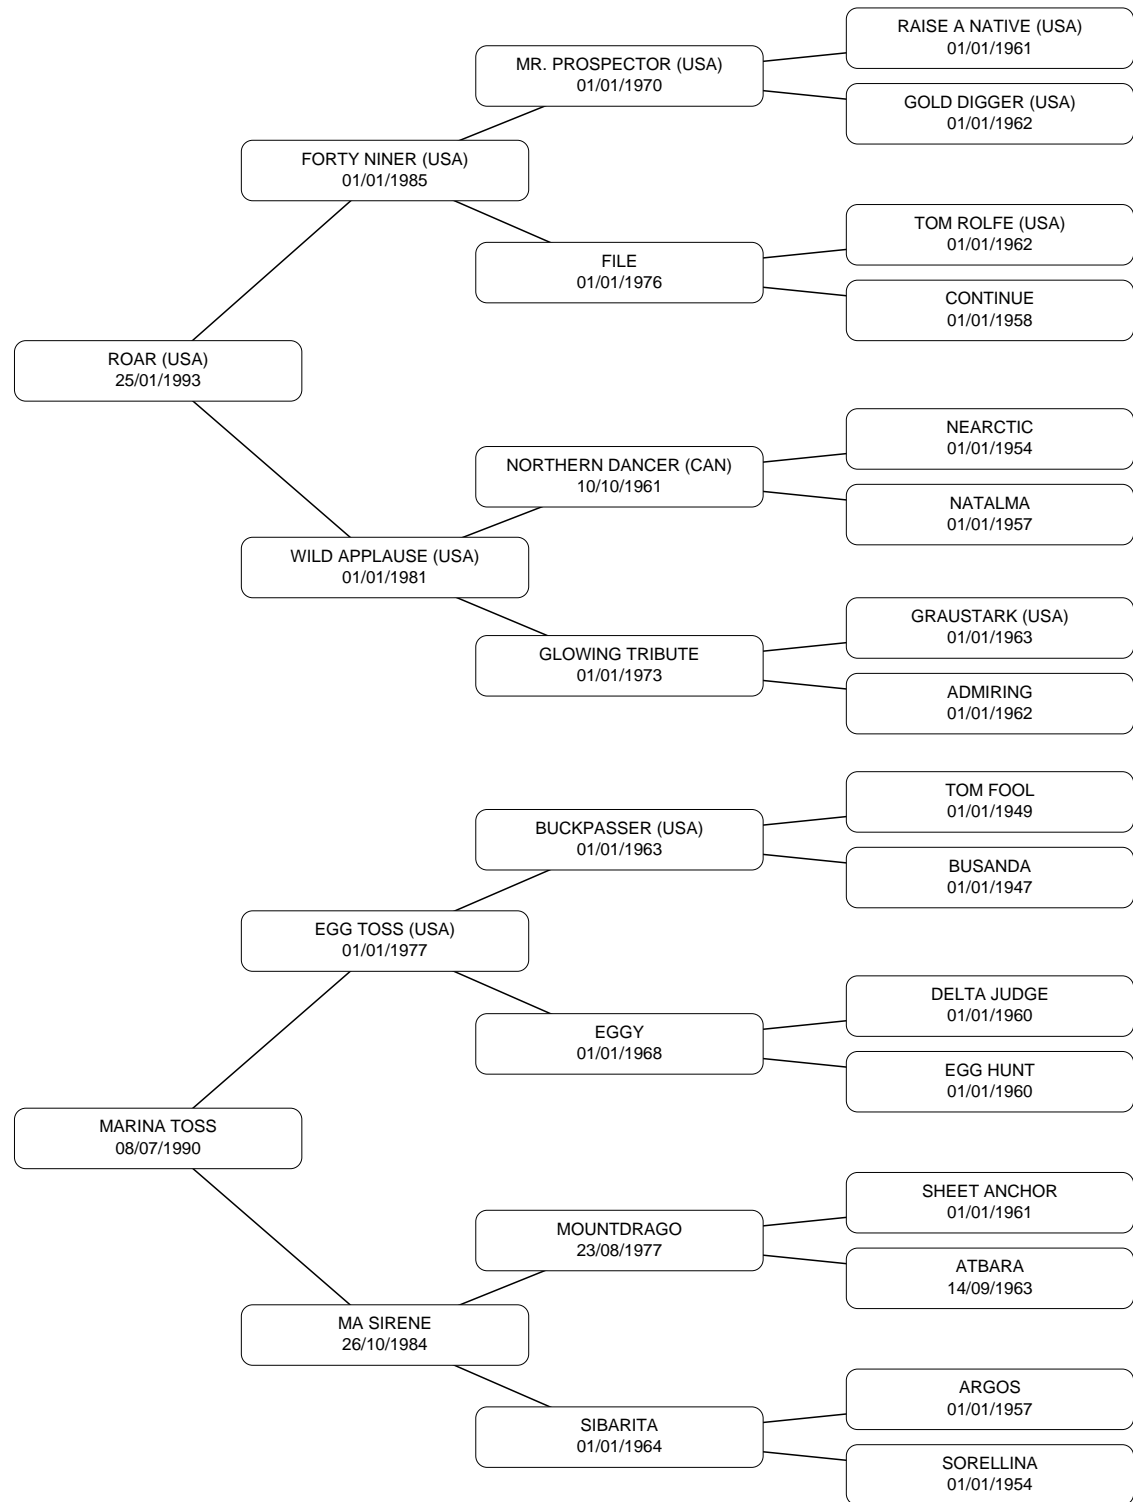 RAISE A NATIVE (USA)
01/01/1961
MR. PROSPECTOR (USA)
01/01/1970
GOLD DIGGER (USA)
01/01/1962
FORTY NINER (USA)
01/01/1985
TOM ROLFE (USA)
01/01/1962
FILE
01/01/1976
CONTINUE
01/01/1958
ROAR (USA)
25/01/1993
NEARCTIC
01/01/1954
NORTHERN DANCER (CAN)
10/10/1961
NATALMA
01/01/1957
WILD APPLAUSE (USA)
01/01/1981
GRAUSTARK (USA)
01/01/1963
GLOWING TRIBUTE
01/01/1973
ADMIRING
01/01/1962
TOM FOOL
01/01/1949
BUCKPASSER (USA)
01/01/1963
BUSANDA
01/01/1947
EGG TOSS (USA)
01/01/1977
DELTA JUDGE
01/01/1960
EGGY
01/01/1968
EGG HUNT
01/01/1960
MARINA TOSS
08/07/1990
SHEET ANCHOR
01/01/1961
MOUNTDRAGO
23/08/1977
ATBARA
14/09/1963
MA SIRENE
26/10/1984
ARGOS
01/01/1957
SIBARITA
01/01/1964
SORELLINA
01/01/1954